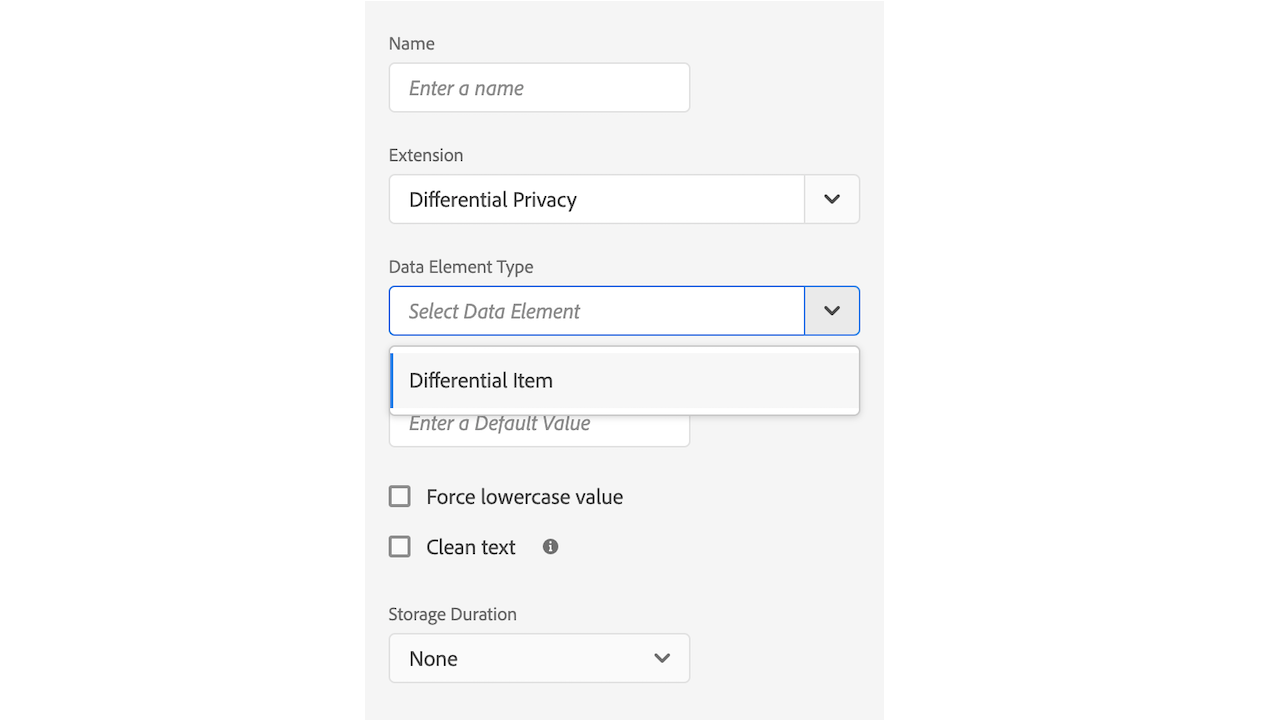 Name
Enter a name
Extension
Differential Privacy
Data Element Type
Select Data Element
Differential Item
Enter a Default Value
Force lowercase value
Clean text
Storage Duration
None